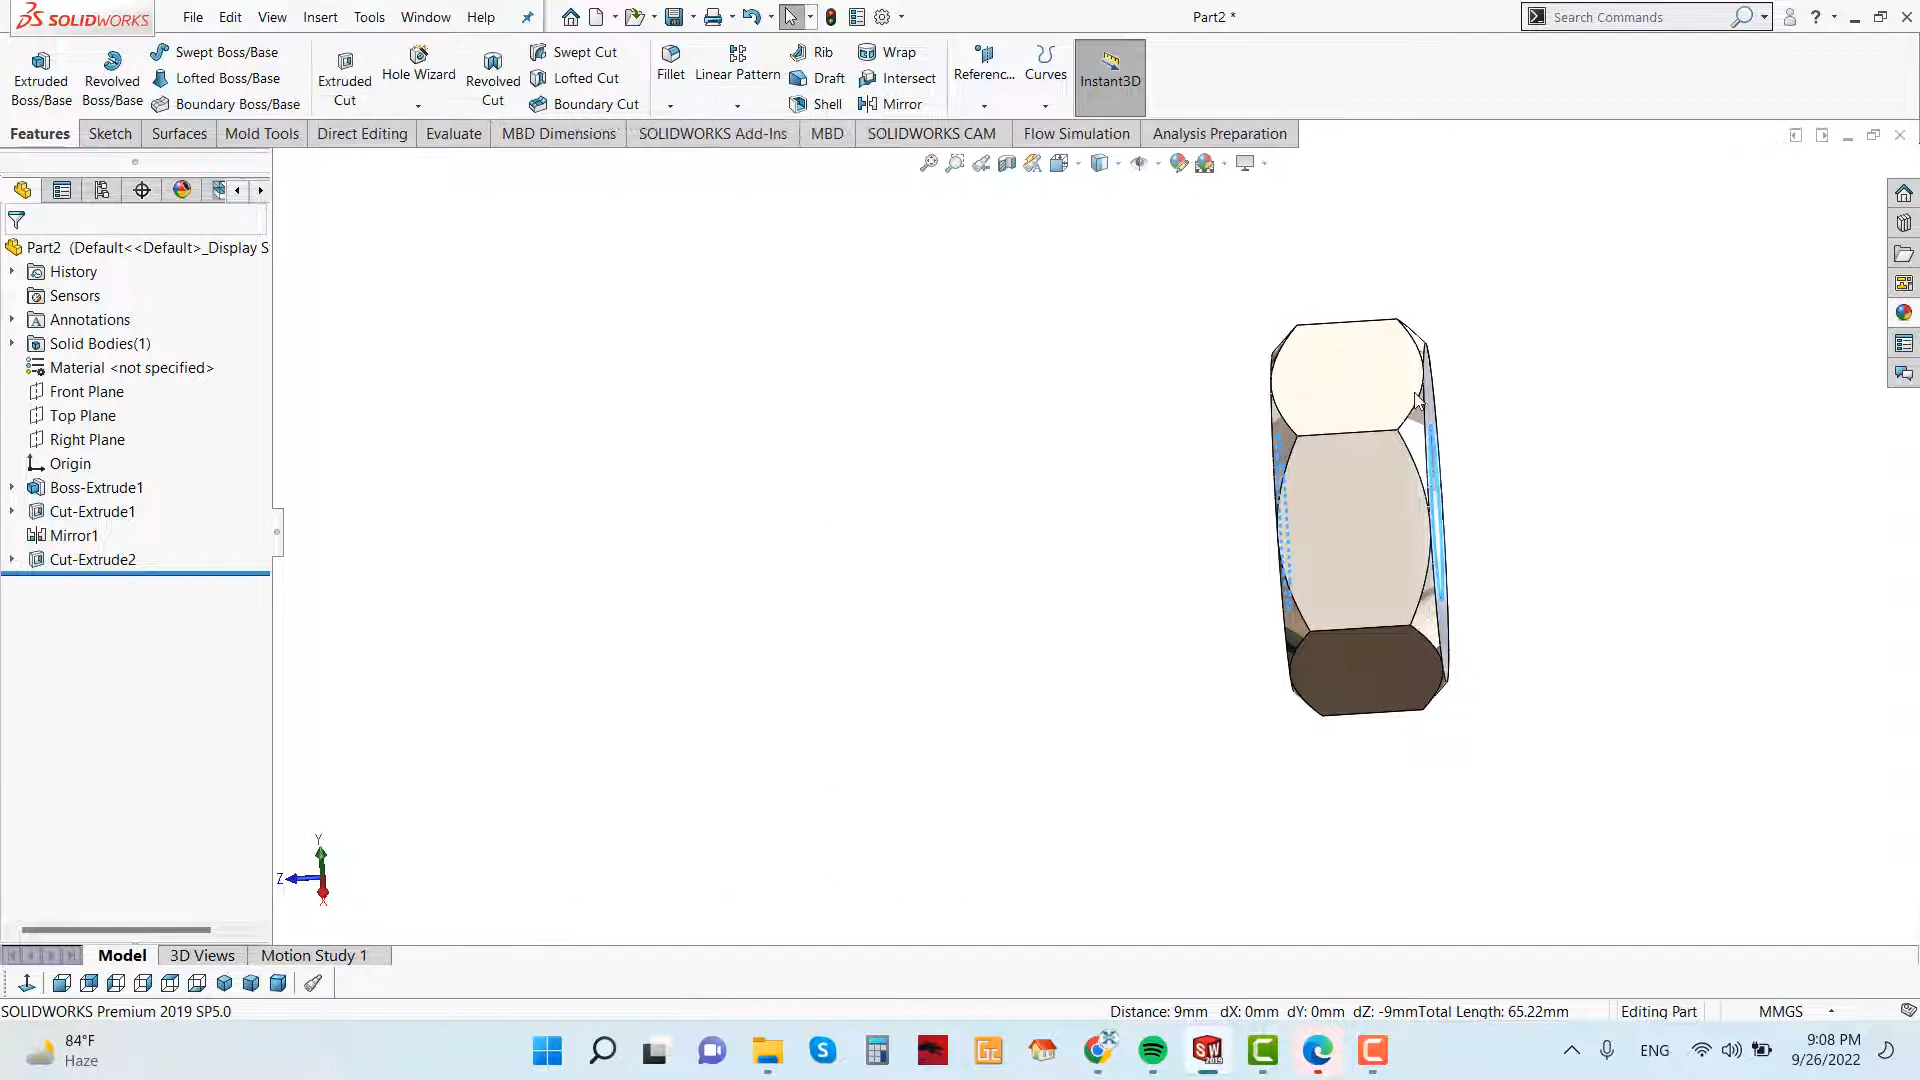 SOLIDWORKS File Edit View Insert Tools Window Help Part2 * Search Commands
Extruded Boss/Base
Revolved Boss/Base
Swept Boss/Base
Lofted Boss/Base
Boundary Boss/Base
Extruded Cut
Hole Wizard
Revolved Cut
Swept Cut
Lofted Cut
Boundary Cut
Fillet
Linear Pattern
Rib
Draft
Shell
Wrap
Intersect
Mirror
Referenc...
Curves
Instant3D
Features Sketch Surfaces Mold Tools Direct Editing Evaluate MBD Dimensions SOLIDWORKS Add-Ins MBD SOLIDWORKS CAM Flow Simulation Analysis Preparation
Part2 (Default<<Default>_Display S
History
Sensors
Annotations
Solid Bodies(1)
Material <not specified>
Front Plane
Top Plane
Right Plane
Origin
Boss-Extrude1
Cut-Extrude1
Mirror1
Cut-Extrude2
Y
Z
X
Model 3D Views Motion Study 1
SOLIDWORKS Premium 2019 SP5.0 Distance: 9mm dX: 0mm dY: 0mm dZ: -9mmTotal Length: 65.22mm Editing Part MMGS
84°F
Haze
ENG
9:08 PM
9/26/2022